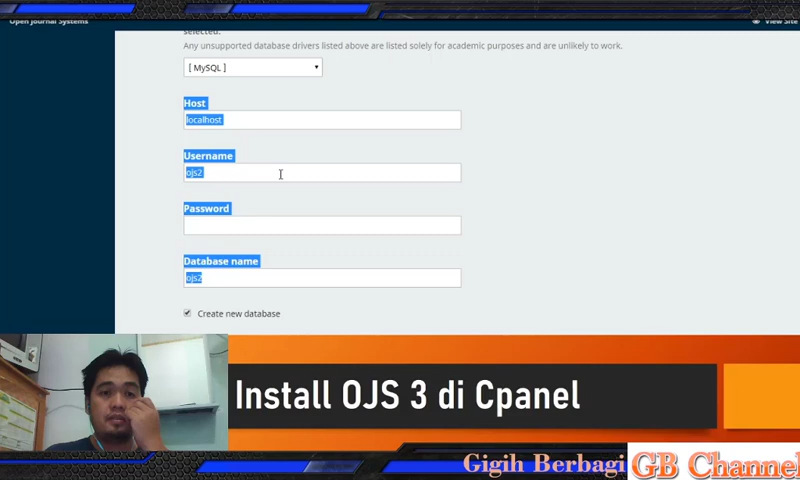 Open Journal Systems
View Site
selected.
Any unsupported database drivers listed above are listed solely for academic purposes and are unlikely to work.
[ MySQL ]
Host
localhost
Username
ojs2
Password
Database name
ojs2
Create new database
Install OJS 3 di Cpanel
Gigih Berbagi
GB Channel